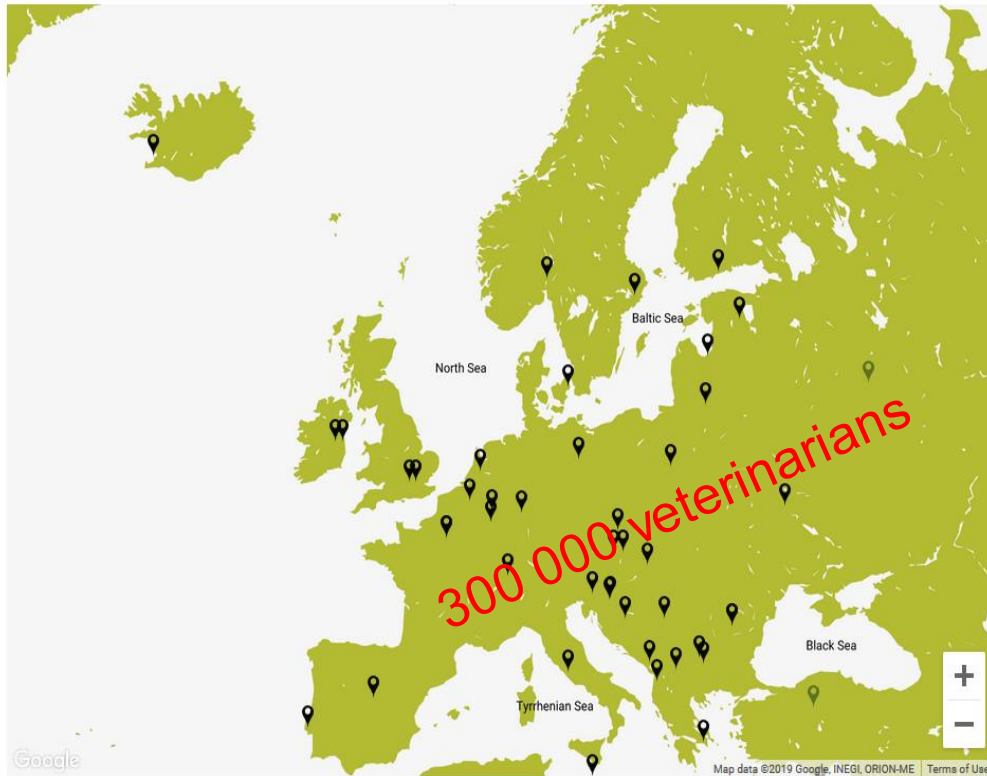 Baltic Sea
North Sea
300 000 veterinarians
Black Sea
Tyrrhenian Sea
+
−
Google
Map data ©2019 Google, INEGI, ORION-ME
Terms of Use